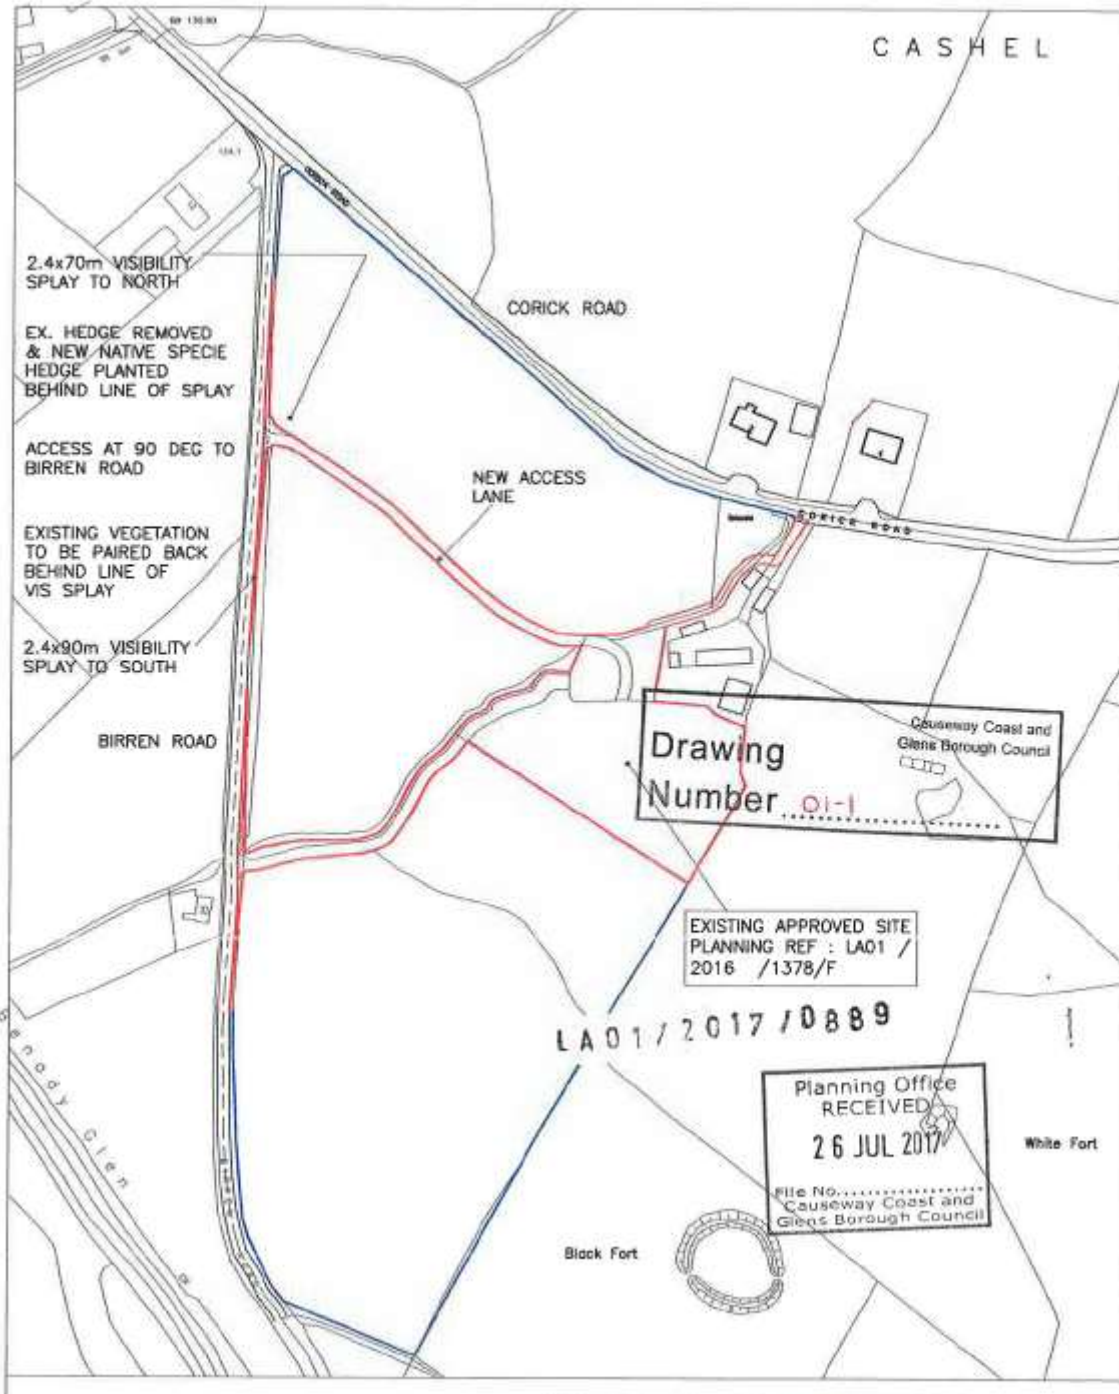 CASHEL
CORICK ROAD
2.4x70m VISIBILITY
SPLAY TO NORTH
CORICK ROAD
EX. HEDGE REMOVED
& NEW NATIVE SPECIE
HEDGE PLANTED
BEHIND LINE OF SPLAY
ACCESS AT 90 DEG TO
BIRREN ROAD
NEW ACCESS
LANE
CORICK ROAD
EXISTING VEGETATION
TO BE PAIRED BACK
BEHIND LINE OF
VIS SPLAY
2.4x90m VISIBILITY
SPLAY TO SOUTH
BIRREN ROAD
Causeway Coast and
Glens Borough Council
Drawing
Number 01-1
EXISTING APPROVED SITE
PLANNING REF : LA01 /
2016 /1378/F
LA01/2017/0889
Planning Office
RECEIVED
26 JUL 2017
File No.
Causeway Coast and
Glens Borough Council
White Fort
Black Fort
Glen